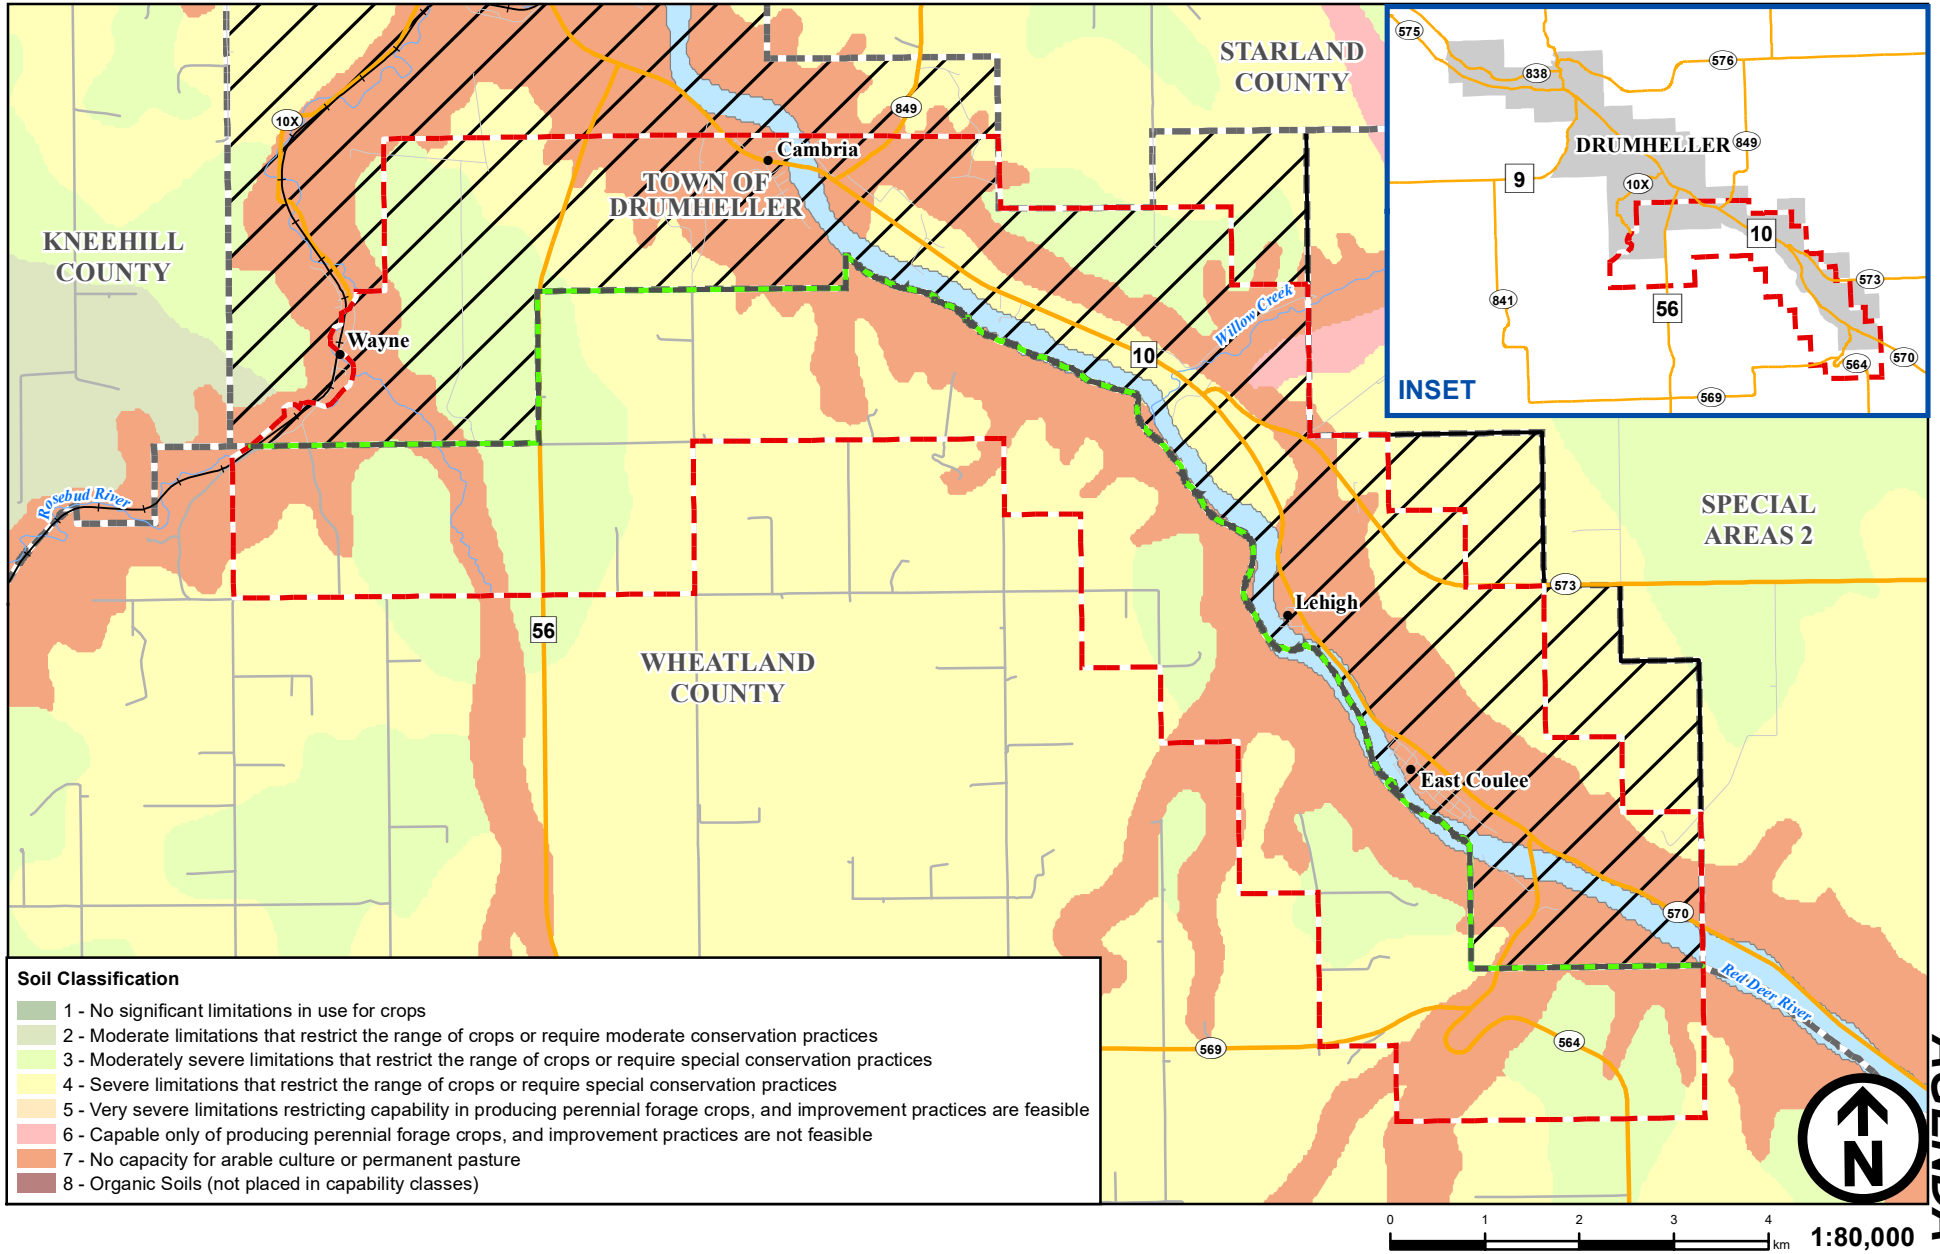 STARLAND
COUNTY
575
838
576
DRUMHELLER
849
9
10X
10
573
841
56
570
564
569
INSET
10X
849
Cambria
TOWN OF
DRUMHELLER
KNEEHILL
COUNTY
Willow Creek
10
Wayne
Rosebud River
SPECIAL
AREAS 2
573
Lehigh
56
WHEATLAND
COUNTY
East Coulee
570
Red Deer River
569
564
Soil Classification
1 - No significant limitations in use for crops
2 - Moderate limitations that restrict the range of crops or require moderate conservation practices
3 - Moderately severe limitations that restrict the range of crops or require special conservation practices
4 - Severe limitations that restrict the range of crops or require special conservation practices
5 - Very severe limitations restricting capability in producing perennial forage crops, and improvement practices are feasible
6 - Capable only of producing perennial forage crops, and improvement practices are not feasible
7 - No capacity for arable culture or permanent pasture
8 - Organic Soils (not placed in capability classes)
N
0 1 2 3 4
km
1:80,000